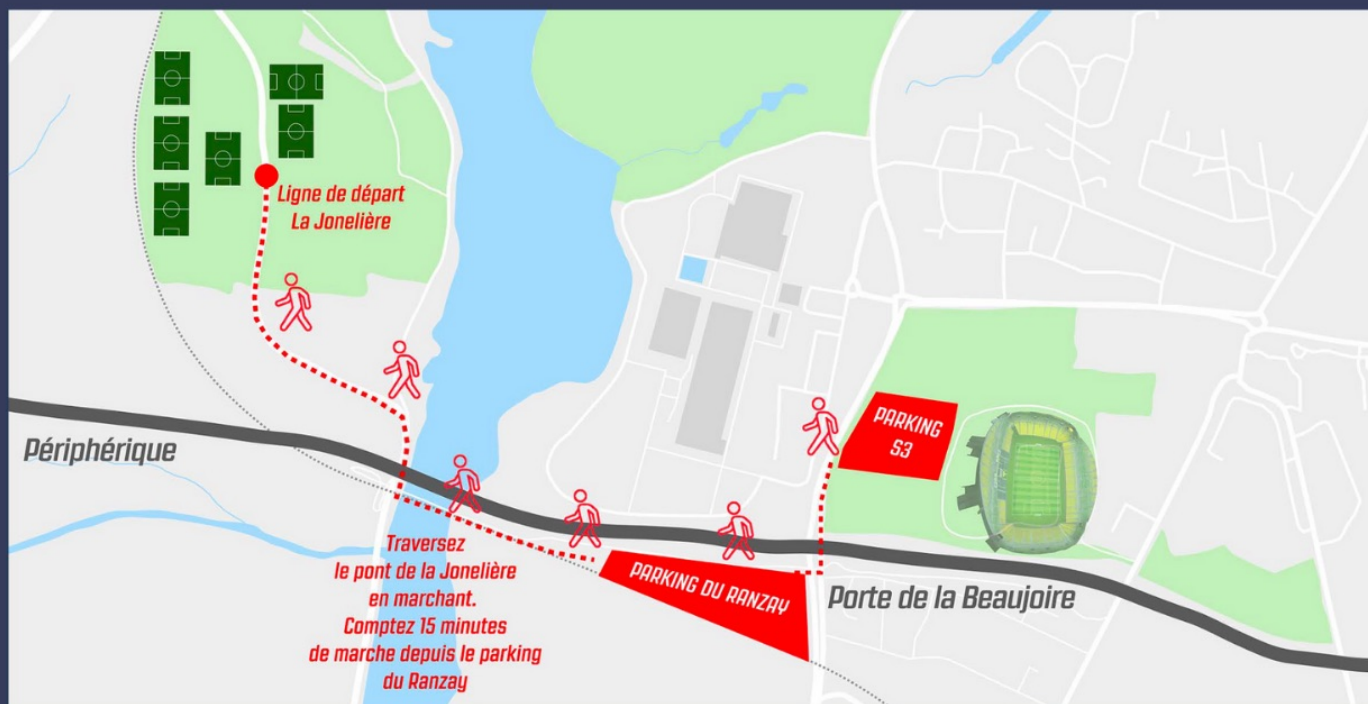 Ligne de départ
La Jonelière
Périphérique
PARKING
S3
Traversez
le pont de la Jonelière
en marchant.
Comptez 15 minutes
de marche depuis le parking
du Ranzay
PARKING DU RANZAY
Porte de la Beaujoire